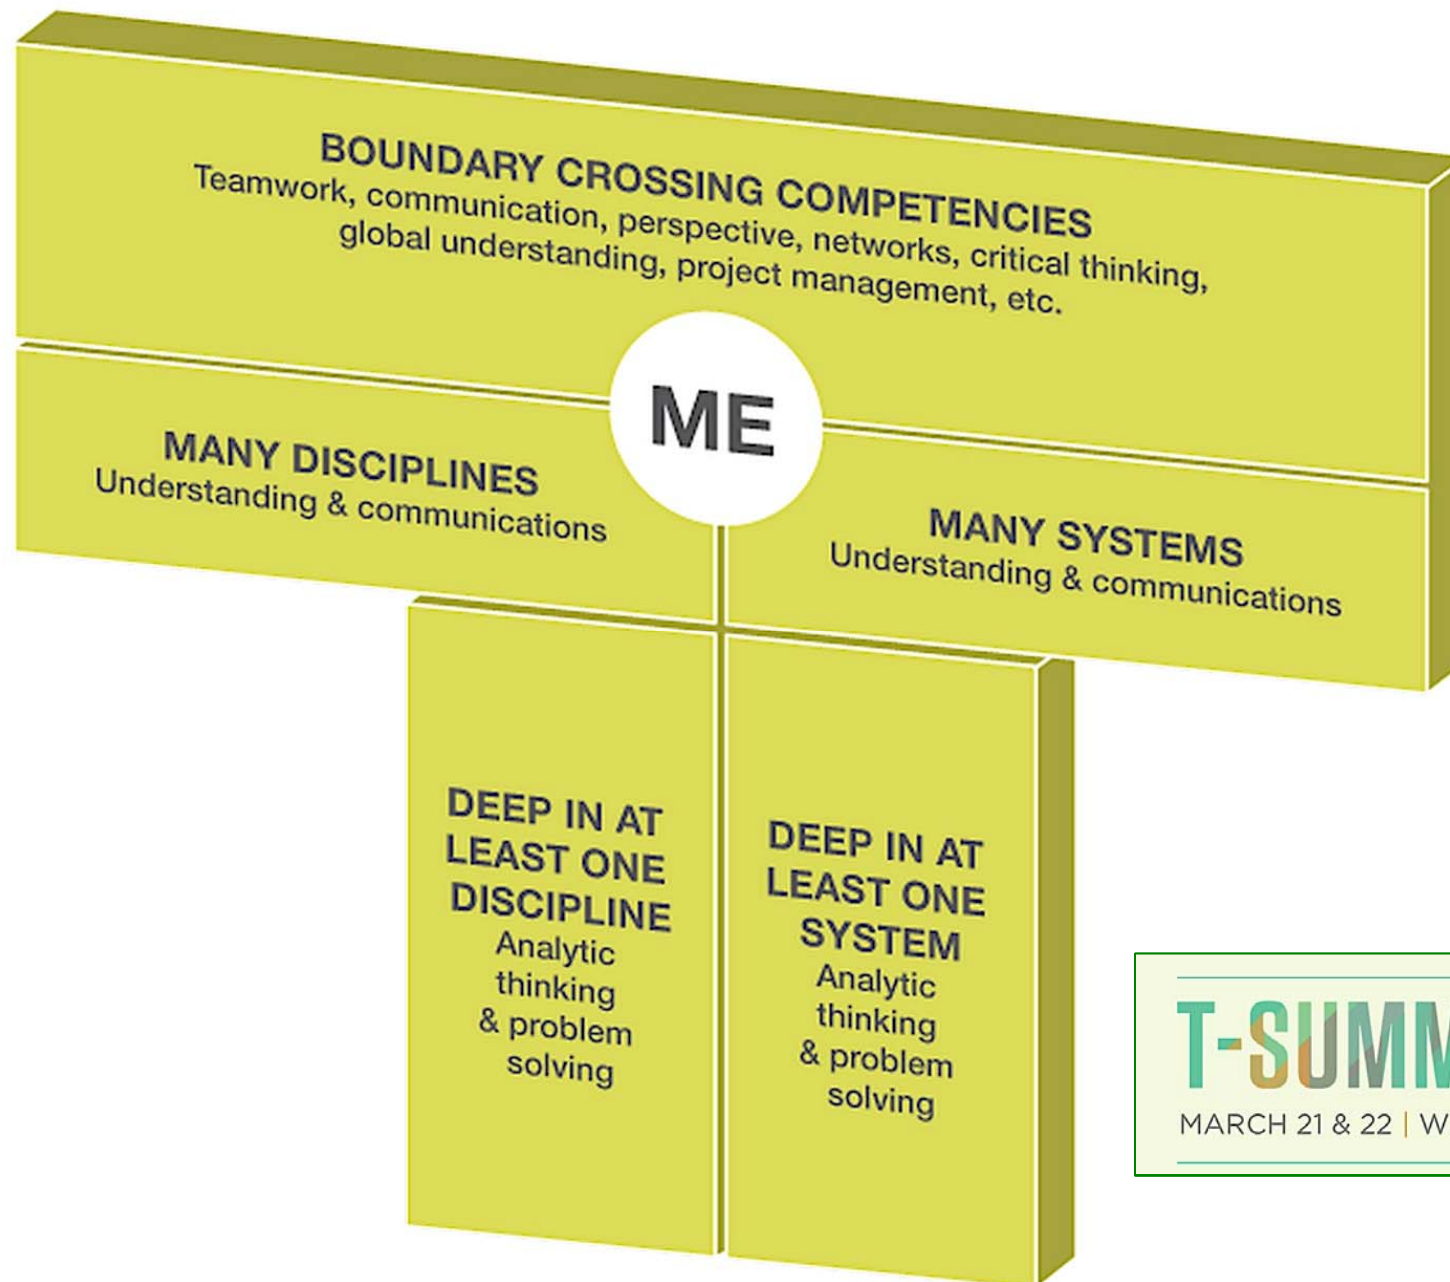 BOUNDARY CROSSING COMPETENCIES
Teamwork, communication, perspective, networks, critical thinking,
global understanding, project management, etc.
ME
MANY DISCIPLINES
Understanding & communications
MANY SYSTEMS
Understanding & communications
DEEP IN AT
LEAST ONE
DISCIPLINE
Analytic
thinking
& problem
solving
DEEP IN AT
LEAST ONE
SYSTEM
Analytic
thinking
& problem
solving
MARCH 21 & 22 |